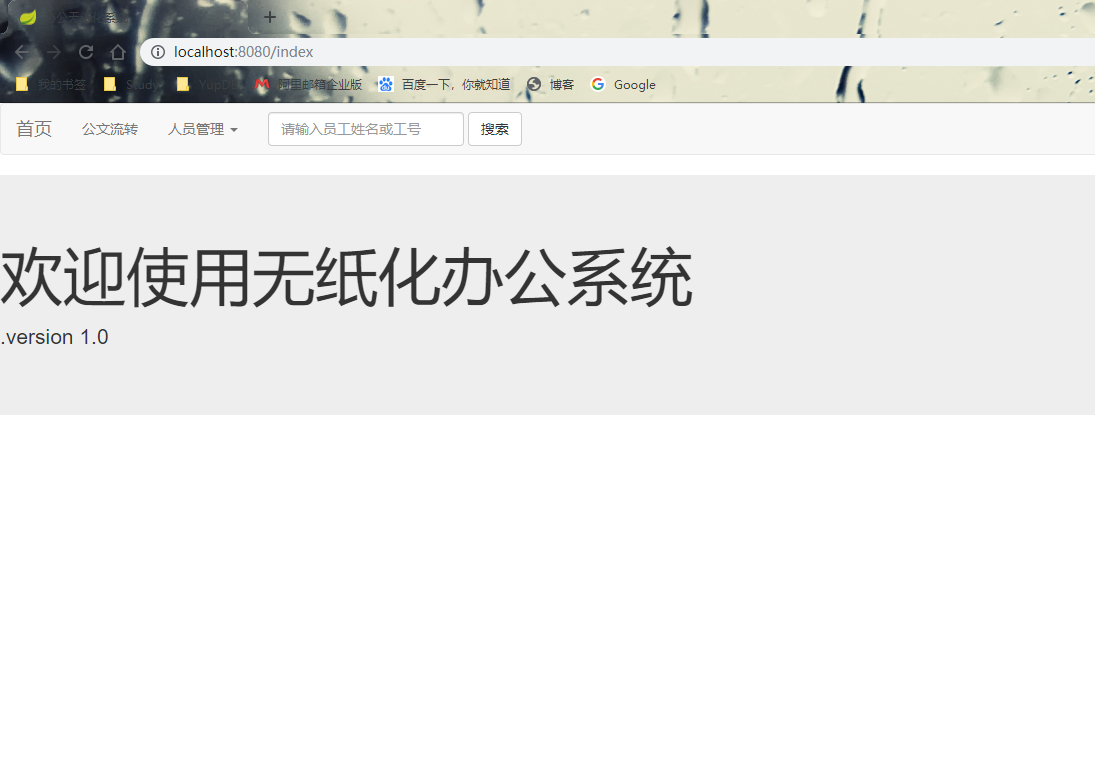 localhost:8080/index
我的书签 Study 阿里邮箱企业版 百度一下，你就知道 博客 Google
首页 公文流转 人员管理 请输入员工姓名或工号 搜索
欢迎使用无纸化办公系统
.version 1.0